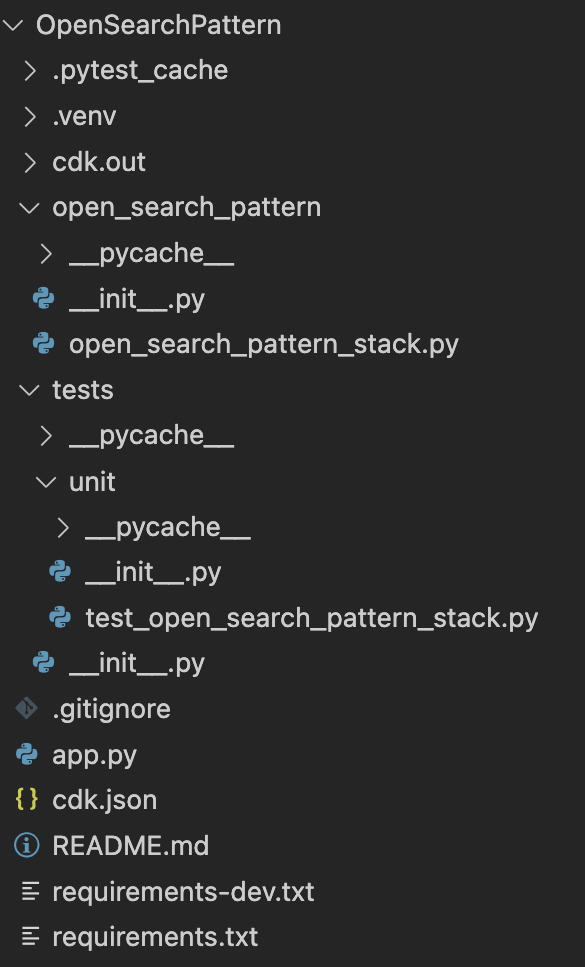 OpenSearchPattern
.pytest_cache
.venv
cdk.out
open_search_pattern
__pycache__
__init__.py
open_search_pattern_stack.py
tests
__pycache__
unit
__pycache__
__init__.py
test_open_search_pattern_stack.py
__init__.py
.gitignore
app.py
{} cdk.json
README.md
requirements-dev.txt
requirements.txt